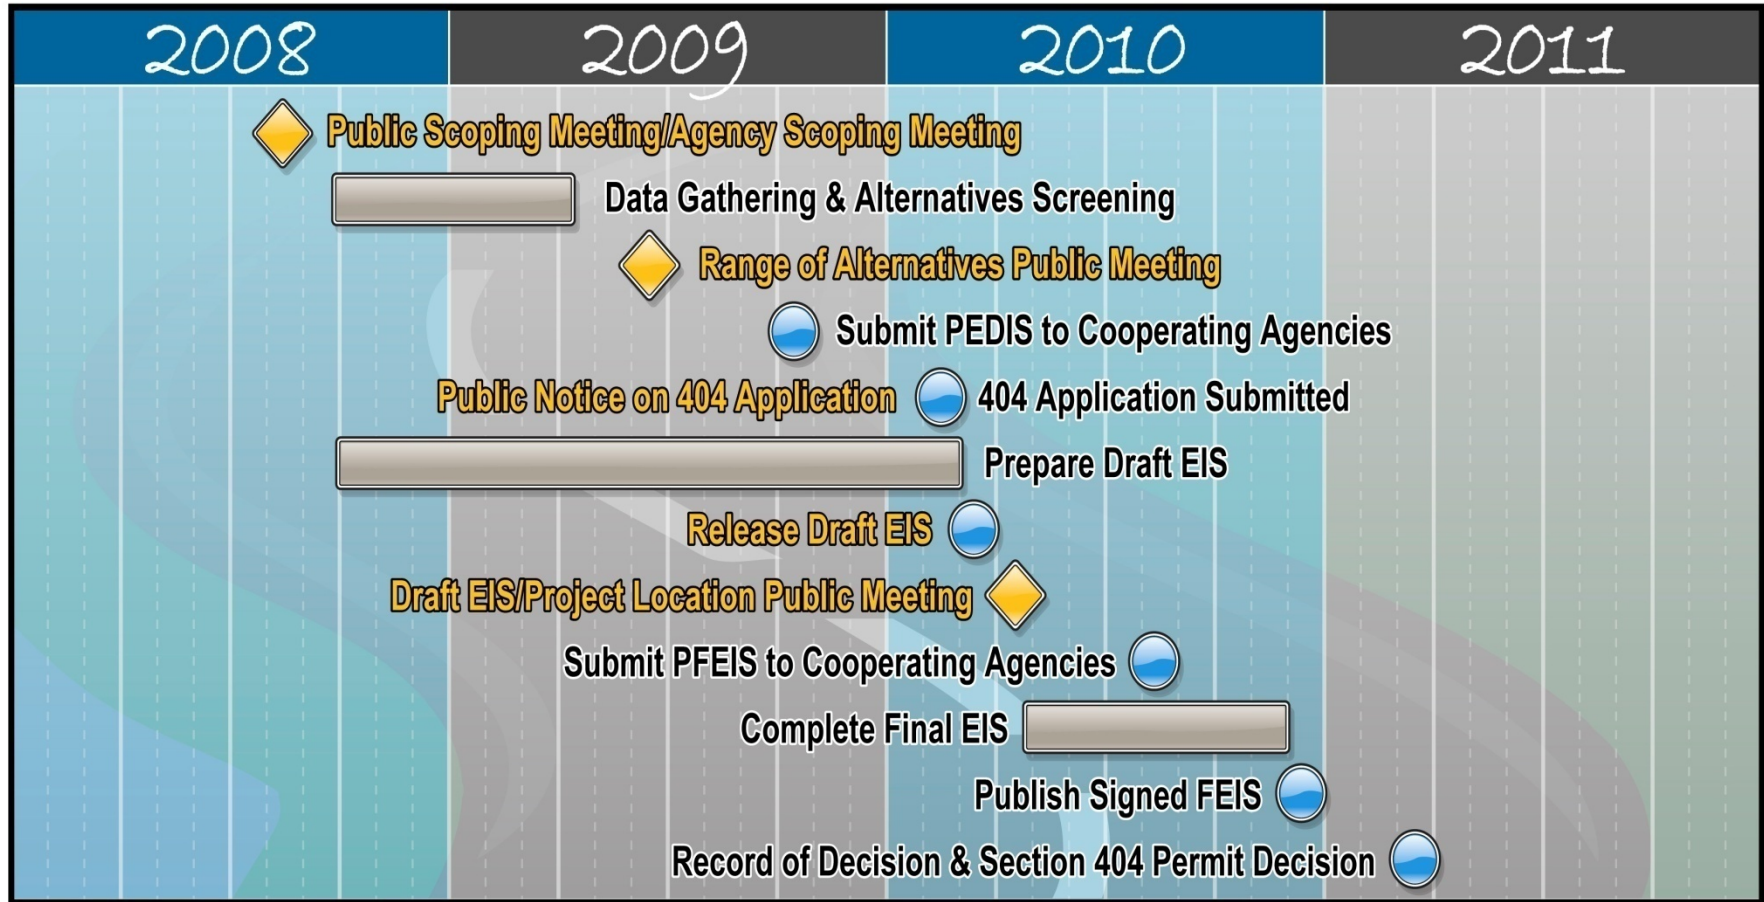 2008 2009 2010 2011
Public Scoping Meeting/Agency Scoping Meeting
Data Gathering & Alternatives Screening
Range of Alternatives Public Meeting
Submit PEDIS to Cooperating Agencies
Public Notice on 404 Application 404 Application Submitted
Prepare Draft EIS
Release Draft EIS
Draft EIS/Project Location Public Meeting
Submit PFEIS to Cooperating Agencies
Complete Final EIS
Publish Signed FEIS
Record of Decision & Section 404 Permit Decision